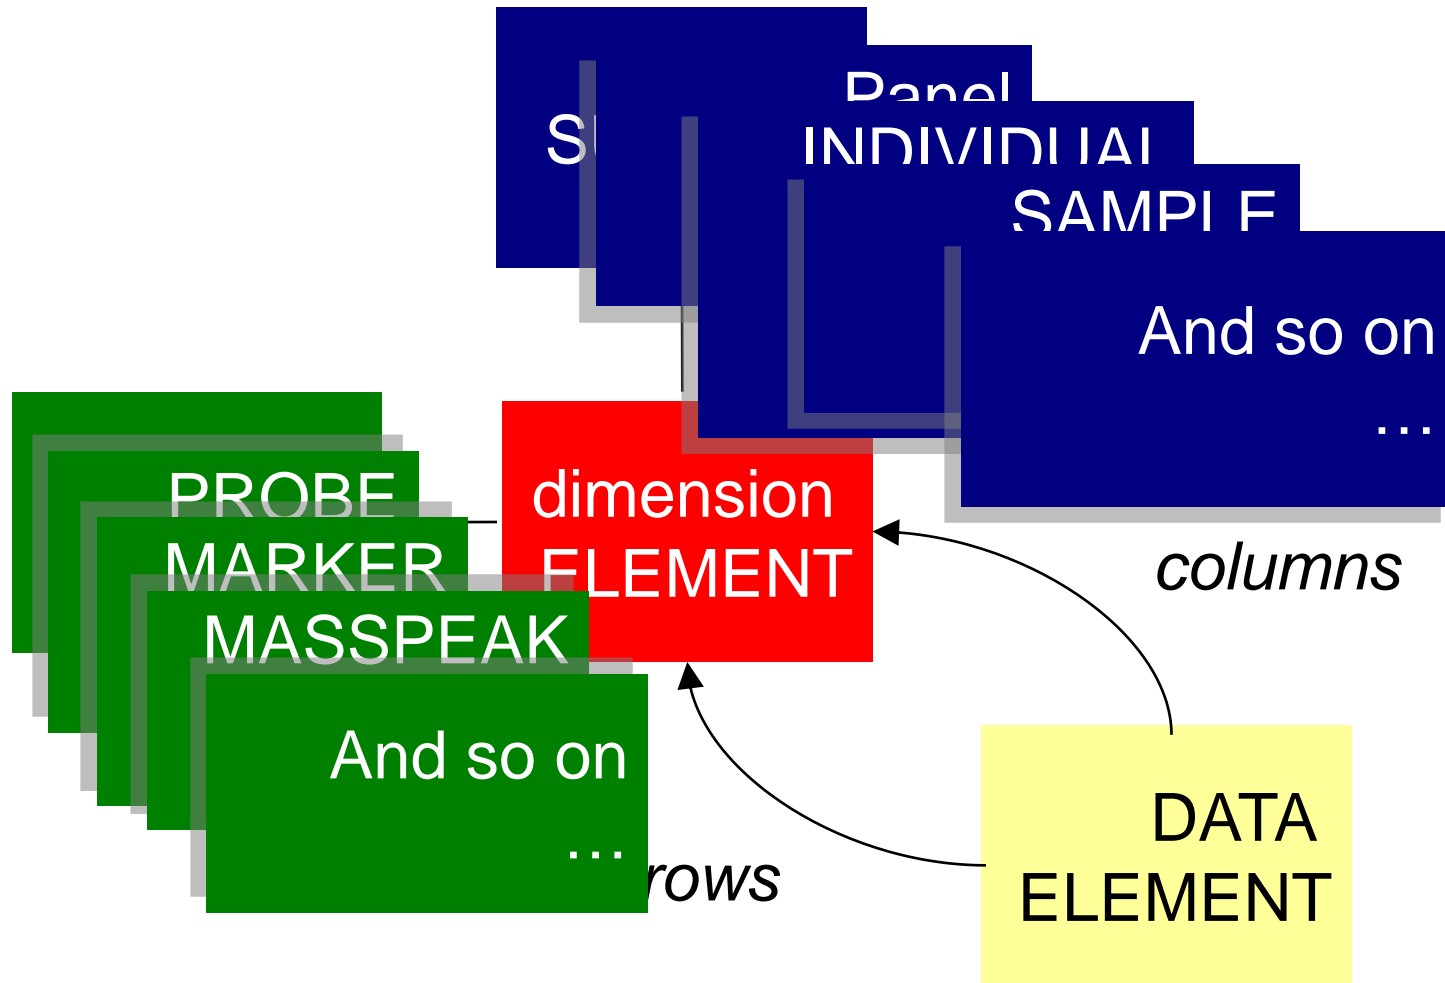 Panel
INDIVIDUAL
SAMPLE
And so on
…
PROBE
MARKER
MASSPEAK
And so on
…
dimension
ELEMENT
columns
rows
DATA
ELEMENT